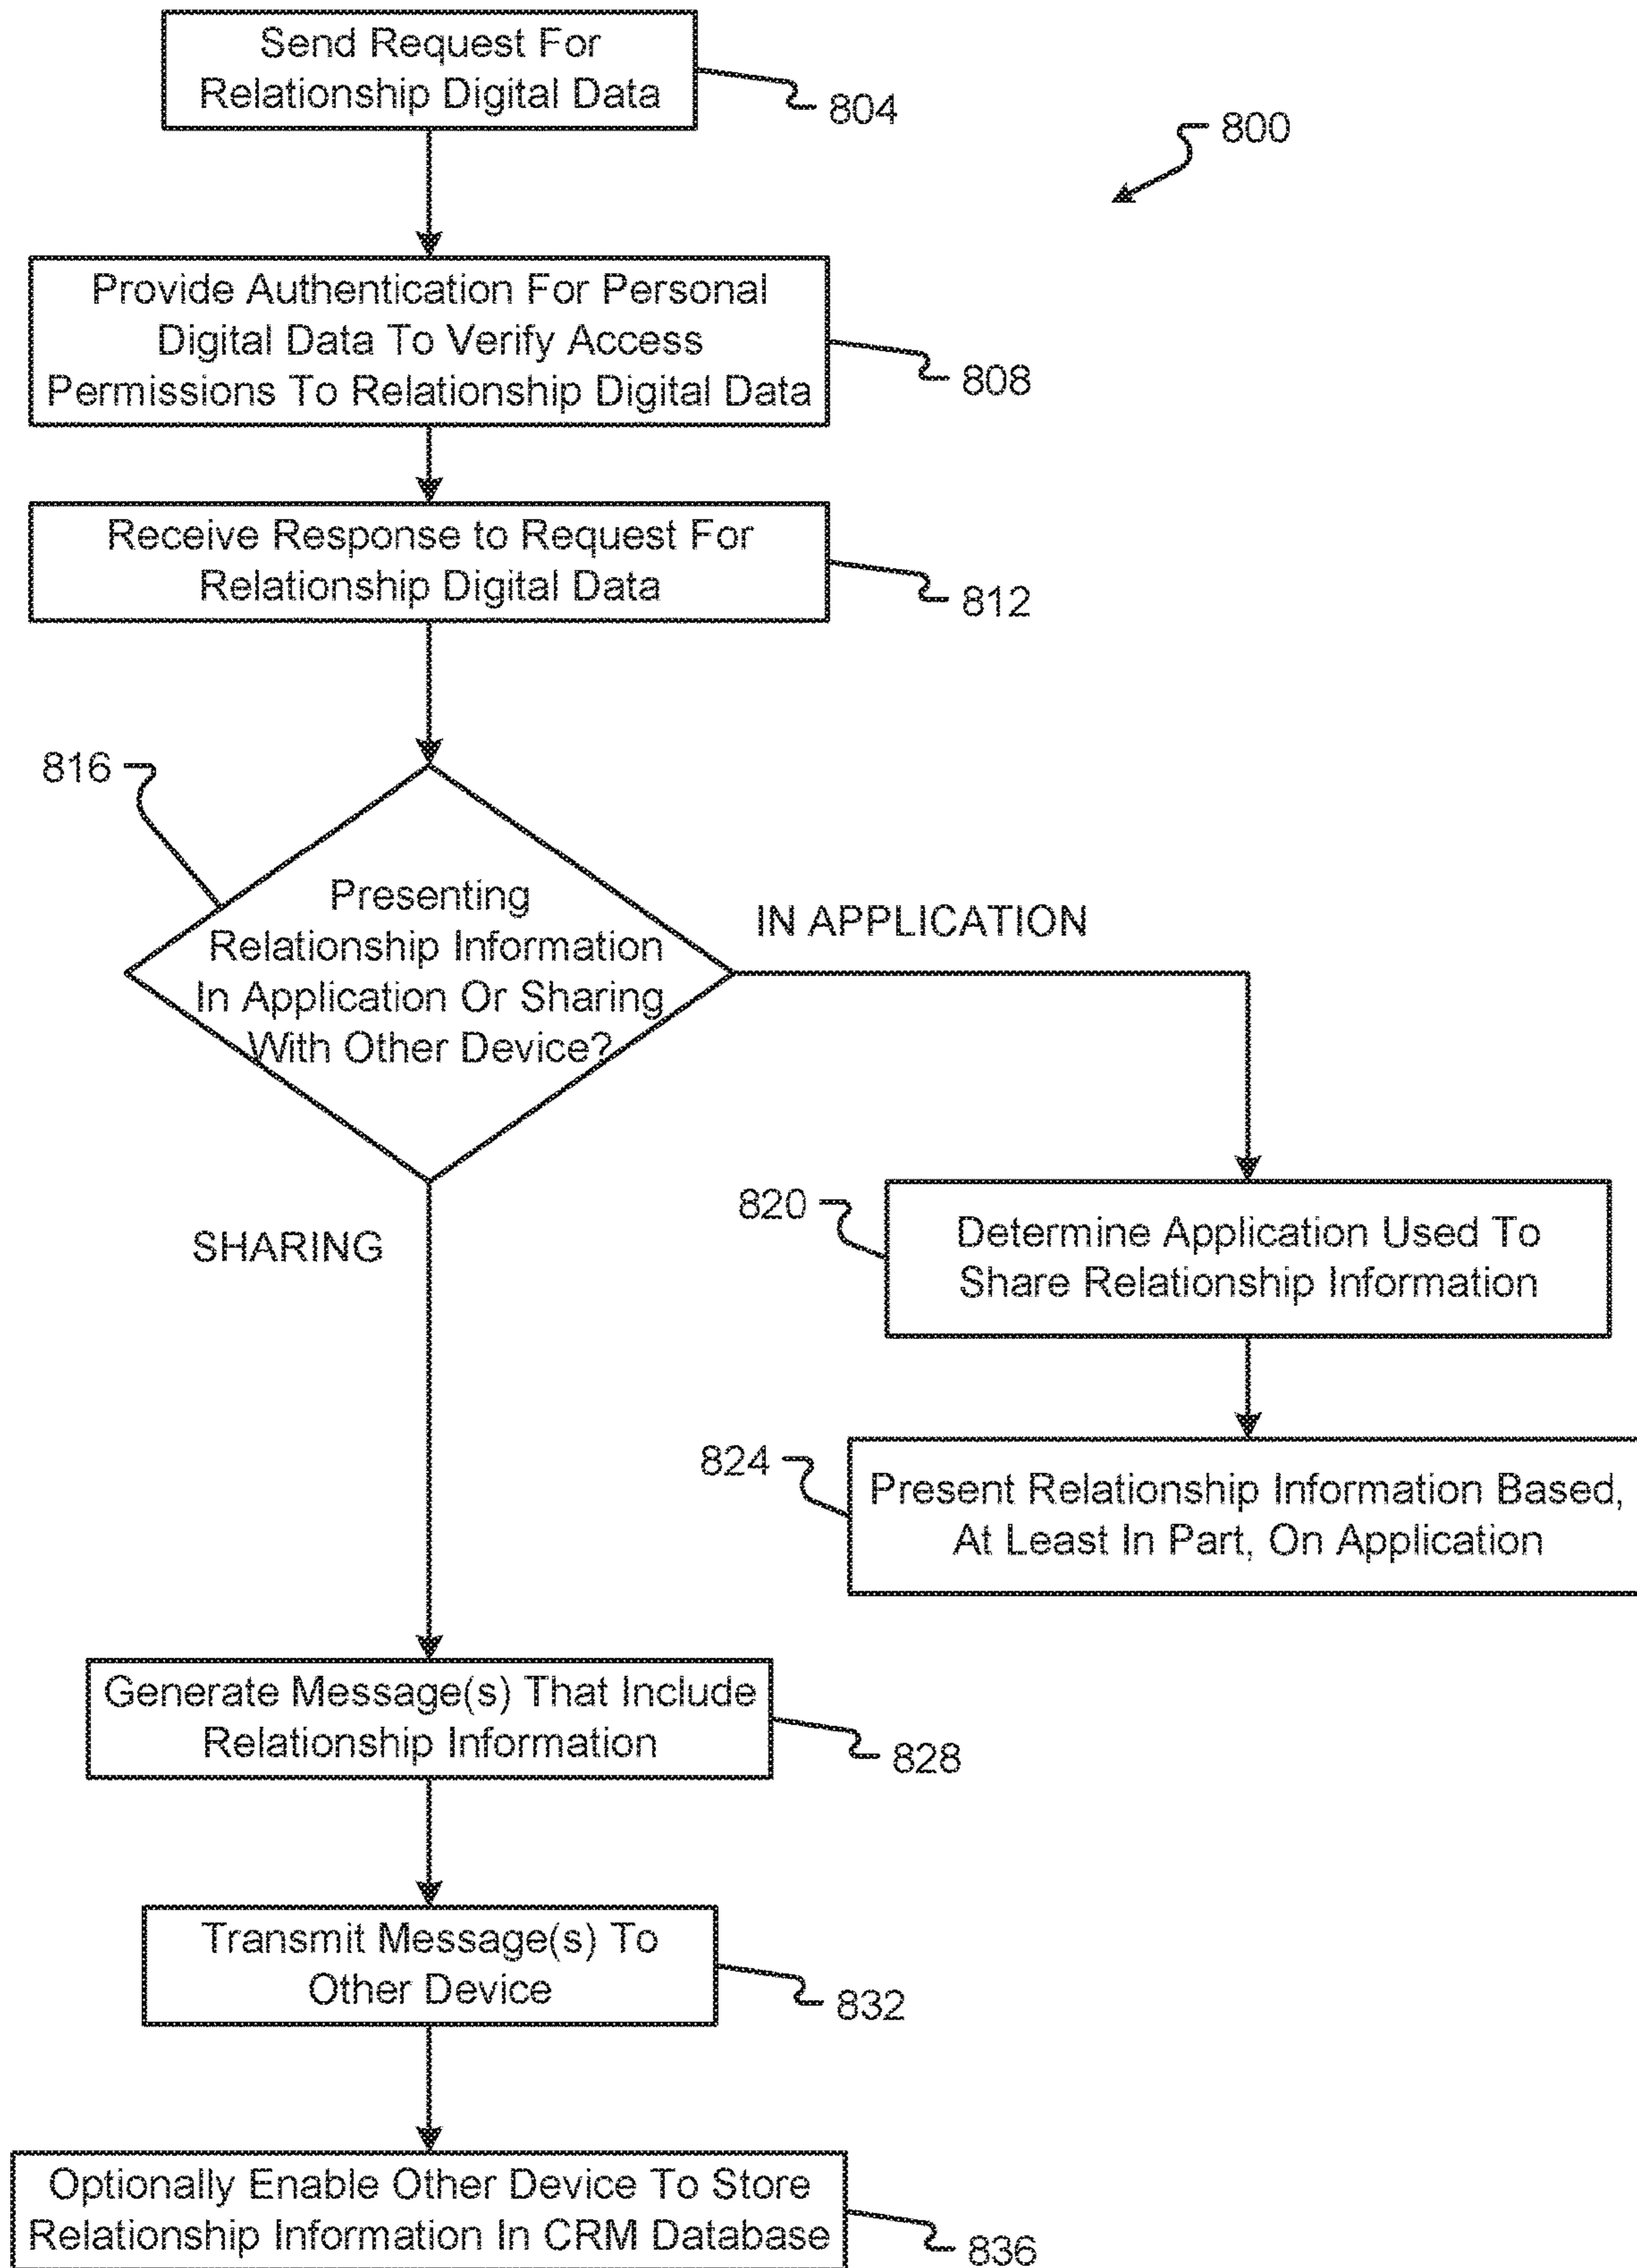 Send Request For
Relationship Digital Data
804
800
Provide Authentication For Personal
Digital Data To Verify Access
Permissions To Relationship Digital Data
808
Receive Response to Request For
Relationship Digital Data
812
816
Presenting
Relationship Information
In Application Or Sharing
With Other Device?
IN APPLICATION
SHARING
820
Determine Application Used To
Share Relationship Information
824
Present Relationship Information Based,
At Least In Part, On Application
Generate Message(s) That Include
Relationship Information
828
Transmit Message(s) To
Other Device
832
Optionally Enable Other Device To Store
Relationship Information In CRM Database
836